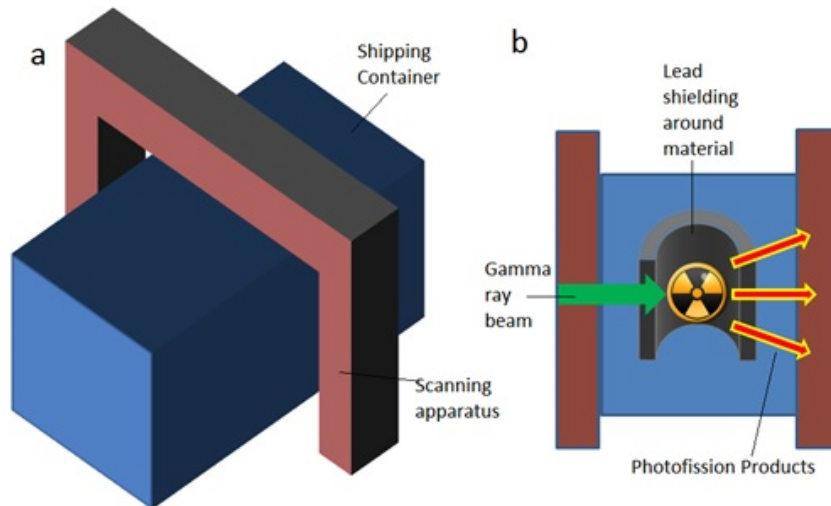 a
Shipping
Container
Scanning
apparatus
b
Lead
shielding
around
material
Gamma
ray
beam
Photofission Products